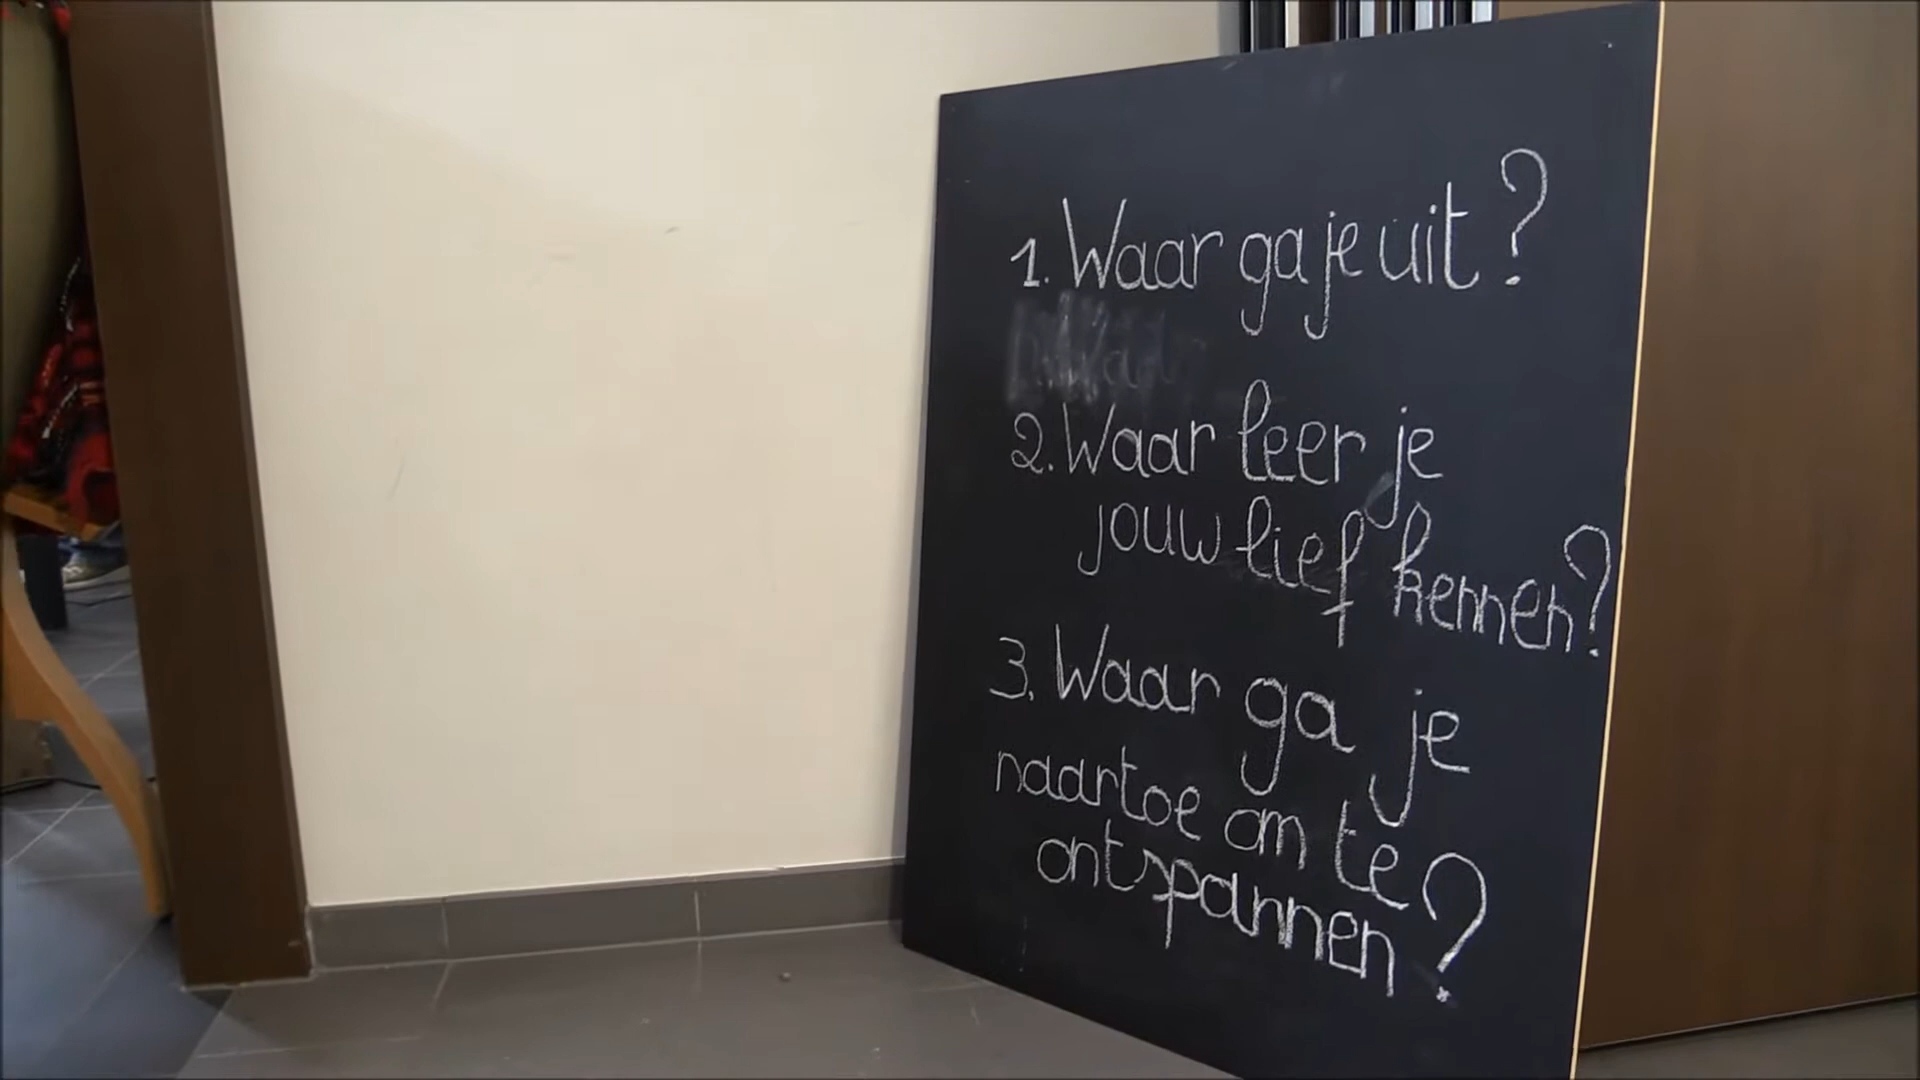 1. Waar ga je uit?
2. Waar leer je
jouw lief kennen?
3. Waar ga je
naartoe om te
ontspannen?